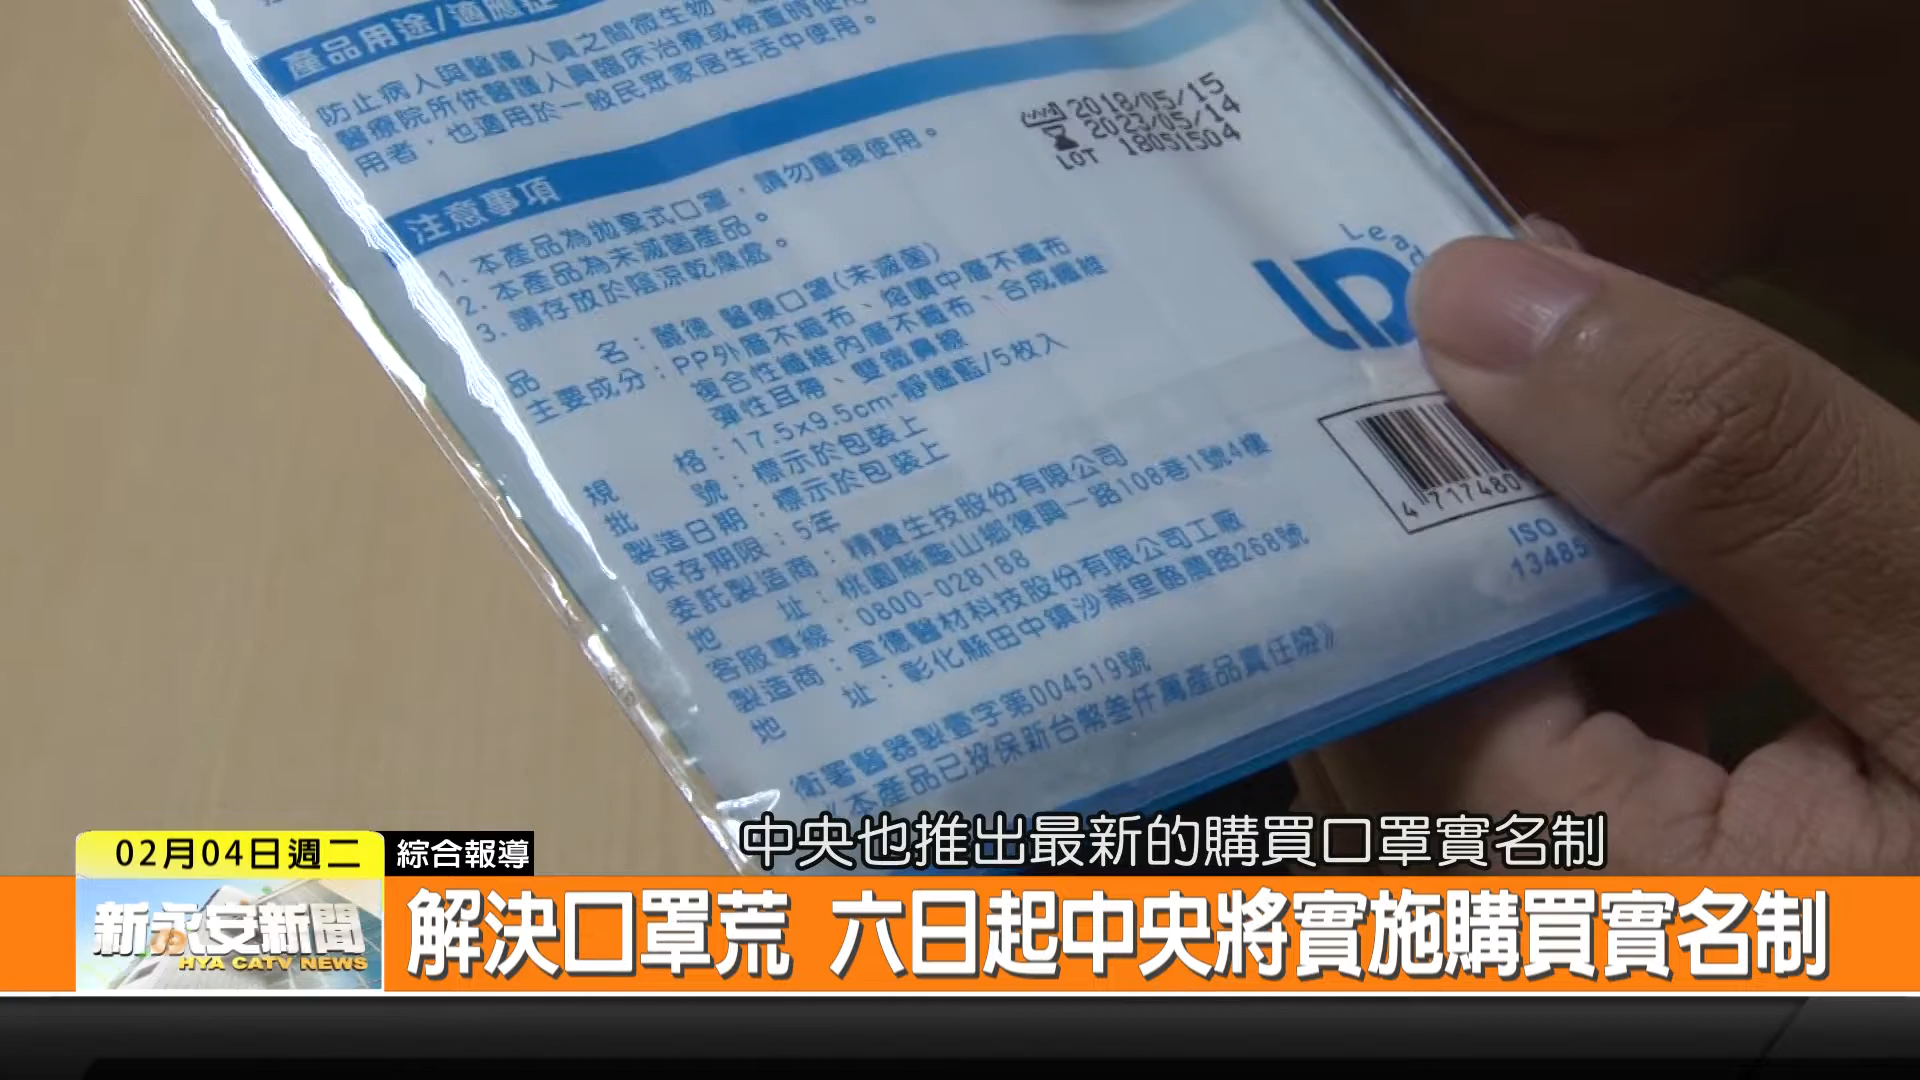 產品用途/適應症
防止病人與醫護人員之間微生物、
醫療院所供醫護人員臨床治療或檢查時使用
用者，也適用於一般民眾家居生活中使用。
注意事項
1. 本產品為拋棄式口罩，請勿重複使用。
2. 本產品為未滅菌產品。
3. 請存放於陰涼乾燥處。
2018/05/15
2023/05/14
LOT 18051504
Lead
LD
品 名：麗德 醫療口罩(未滅菌)
主要成分：PP外層不織布、熔噴中層不織布
複合性纖維內層不織布、合成纖維
彈性耳帶、雙鐵鼻線
規 格：17.5x9.5cm-靜謐藍/5枚入
批 號：標示於包裝上
製造日期：標示於包裝上
保存期限：5年
委託製造商：精贊生技股份有限公司
地 址：桃園縣龜山鄉復興一路108巷1號4樓
客服專線：0800-028188
製造商：宣德醫材科技股份有限公司工廠
地 址：彰化縣田中鎮沙崙里酪農路268號
衛署醫器製壹字第004519號
《本產品已投保新台幣叁仟萬產品責任險》
4 717480
ISO
13485
中央也推出最新的購買口罩實名制
02月04日週二
綜合報導
新永安新聞
HYA CATV NEWS
解決口罩荒 六日起中央將實施購買實名制